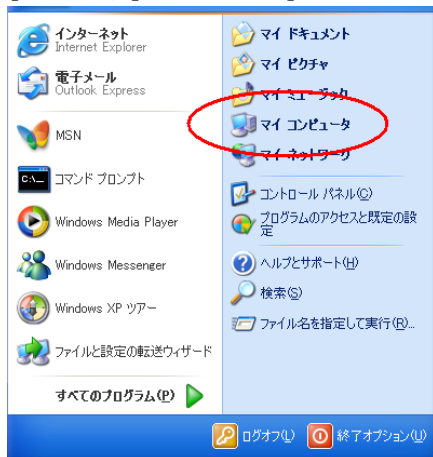 インターネット
Internet Explorer
電子メール
Outlook Express
MSN
コマンド プロンプト
Windows Media Player
Windows Messenger
Windows XP ツアー
ファイルと設定の転送ウィザード
すべてのプログラム(P)
マイ ドキュメント
マイ ピクチャ
マイ ミュージック
マイ コンピュータ
マイ ネットワーク
コントロール パネル(C)
プログラムのアクセスと既定の設
定
ヘルプとサポート(H)
検索(S)
ファイル名を指定して実行(R)...
ログオフ(L)
終了オプション(U)